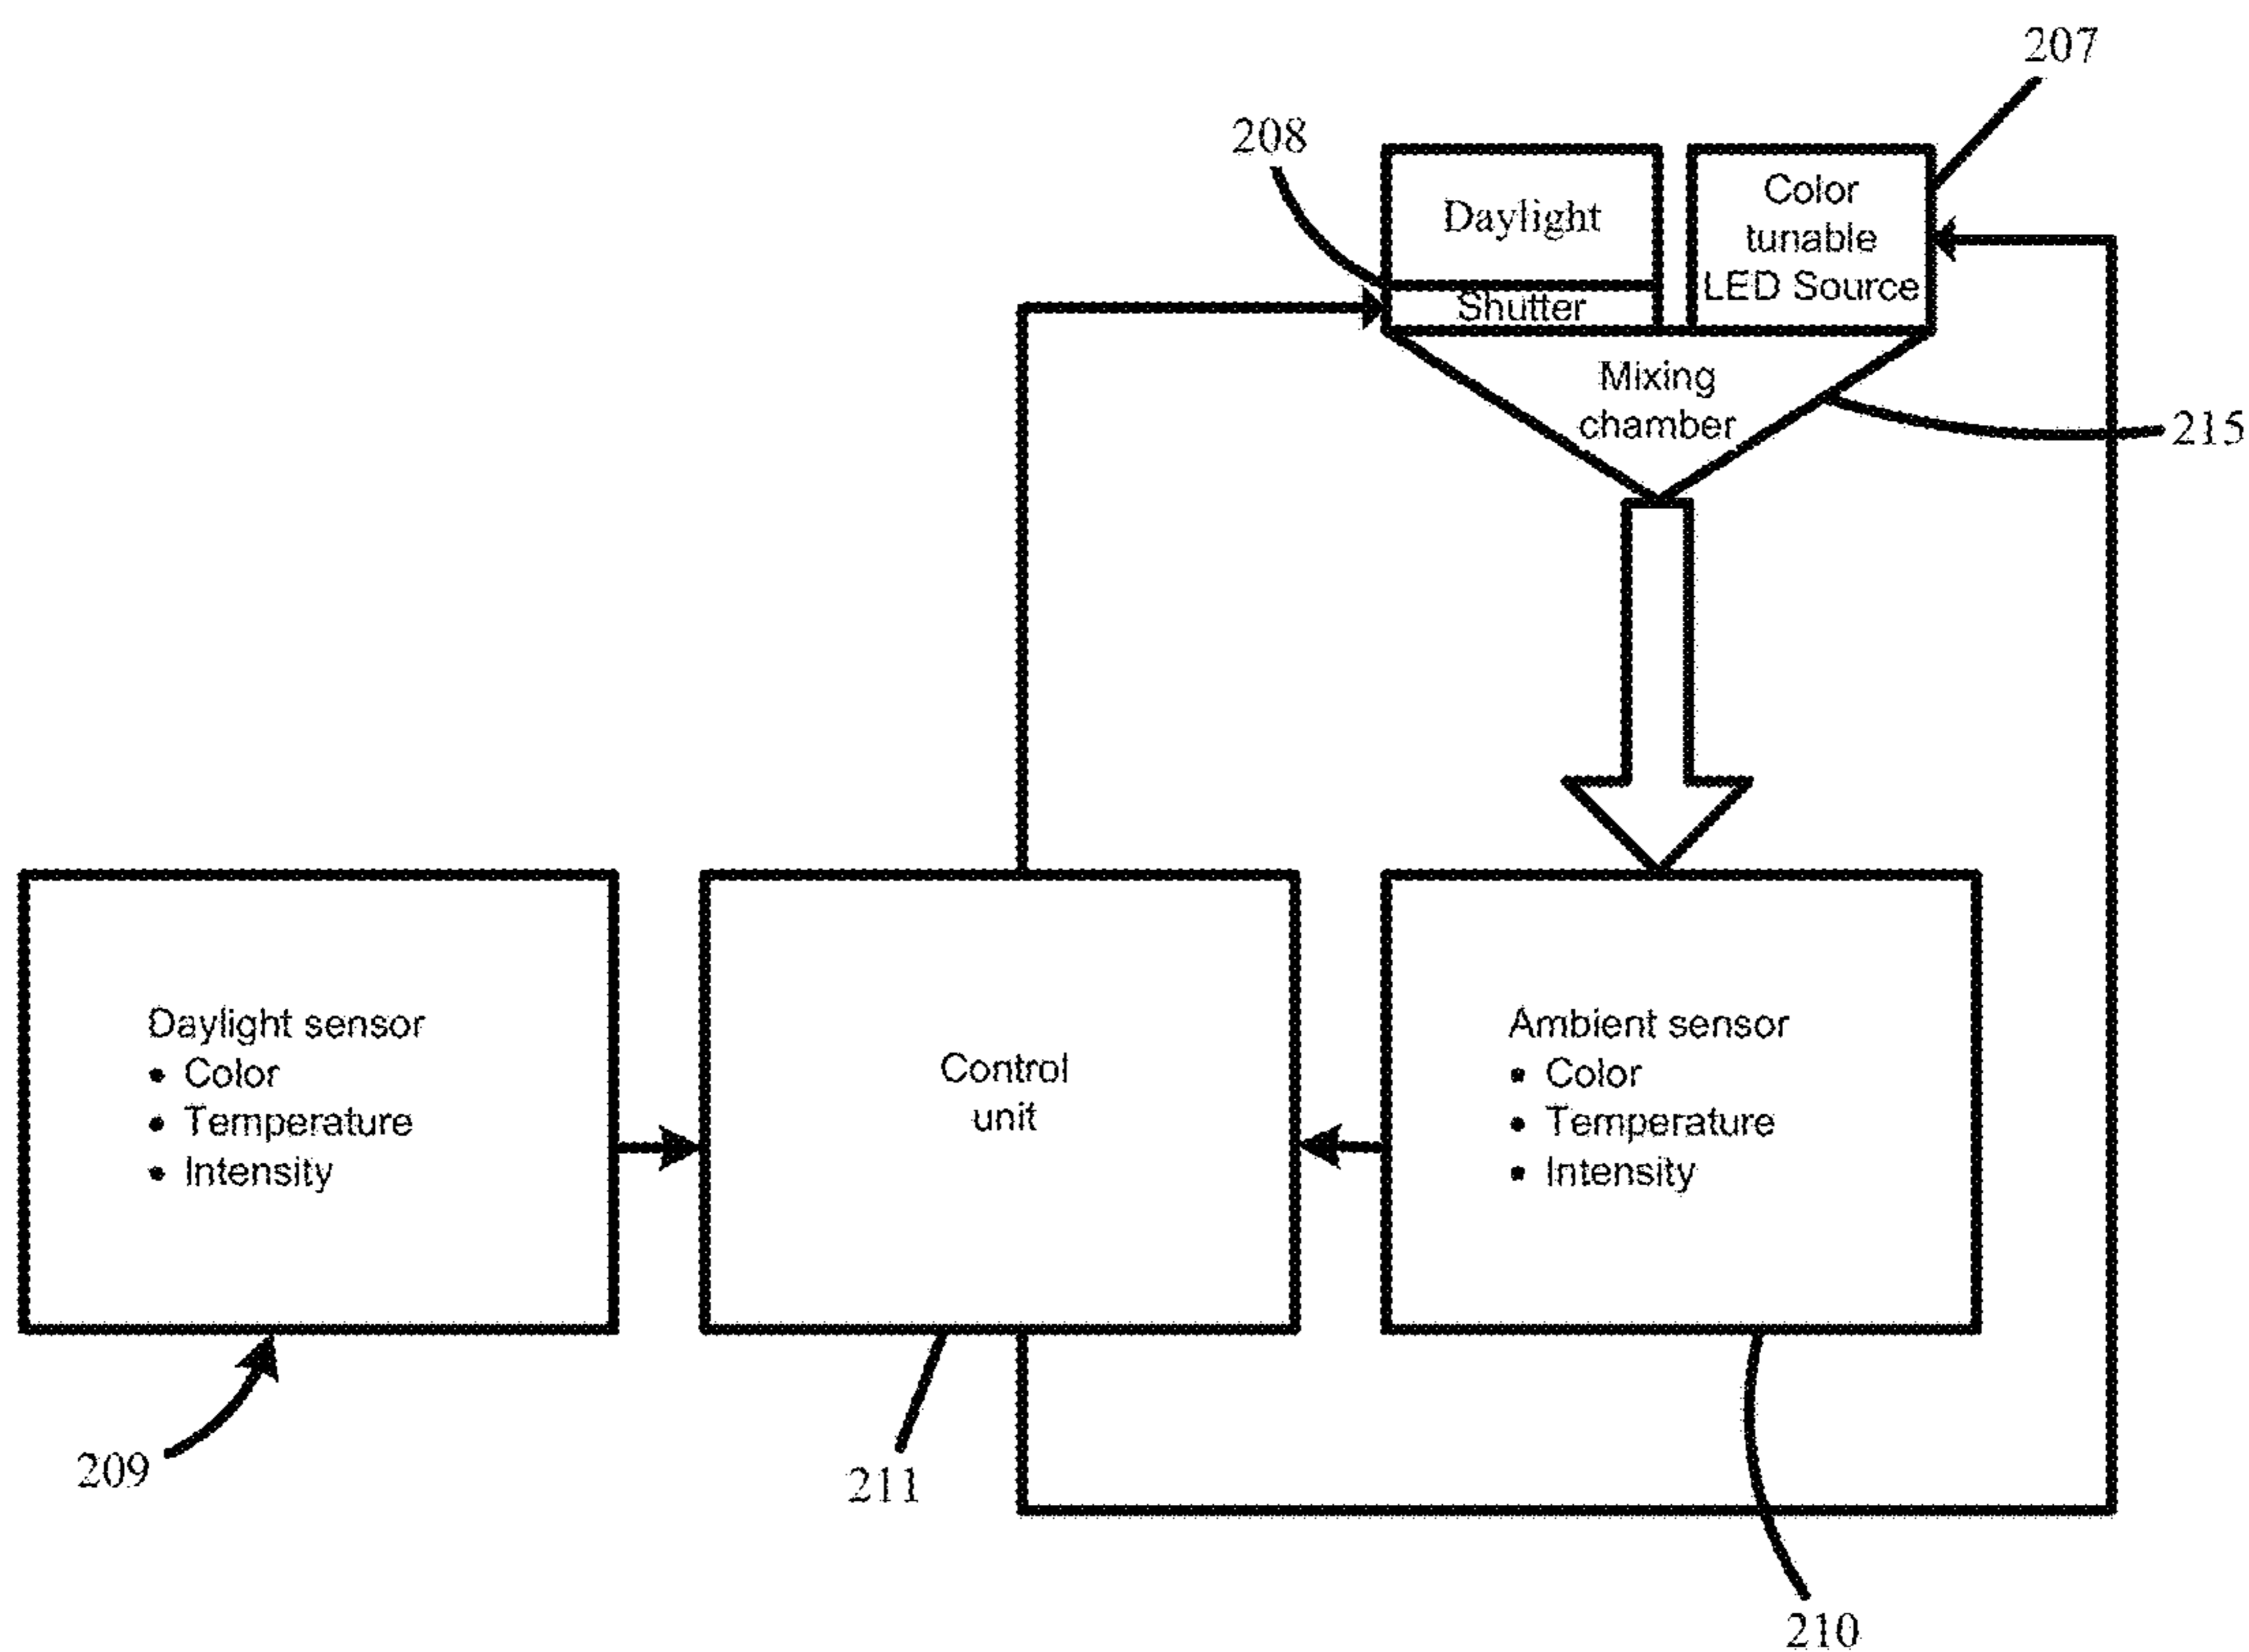 207
208
Daylight
Shutter
Color
tunable
LED Source
Mixing
chamber
215
Daylight sensor
• Color
• Temperature
• Intensity
Control
unit
Ambient sensor
• Color
• Temperature
• Intensity
209
211
210